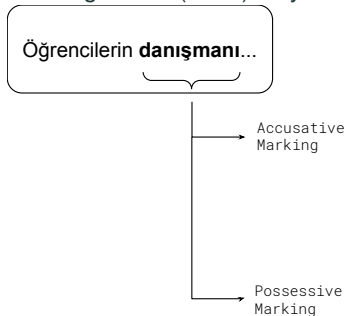 Öğrencilerin danışmanı...
Accusative
Marking
Possessive
Marking